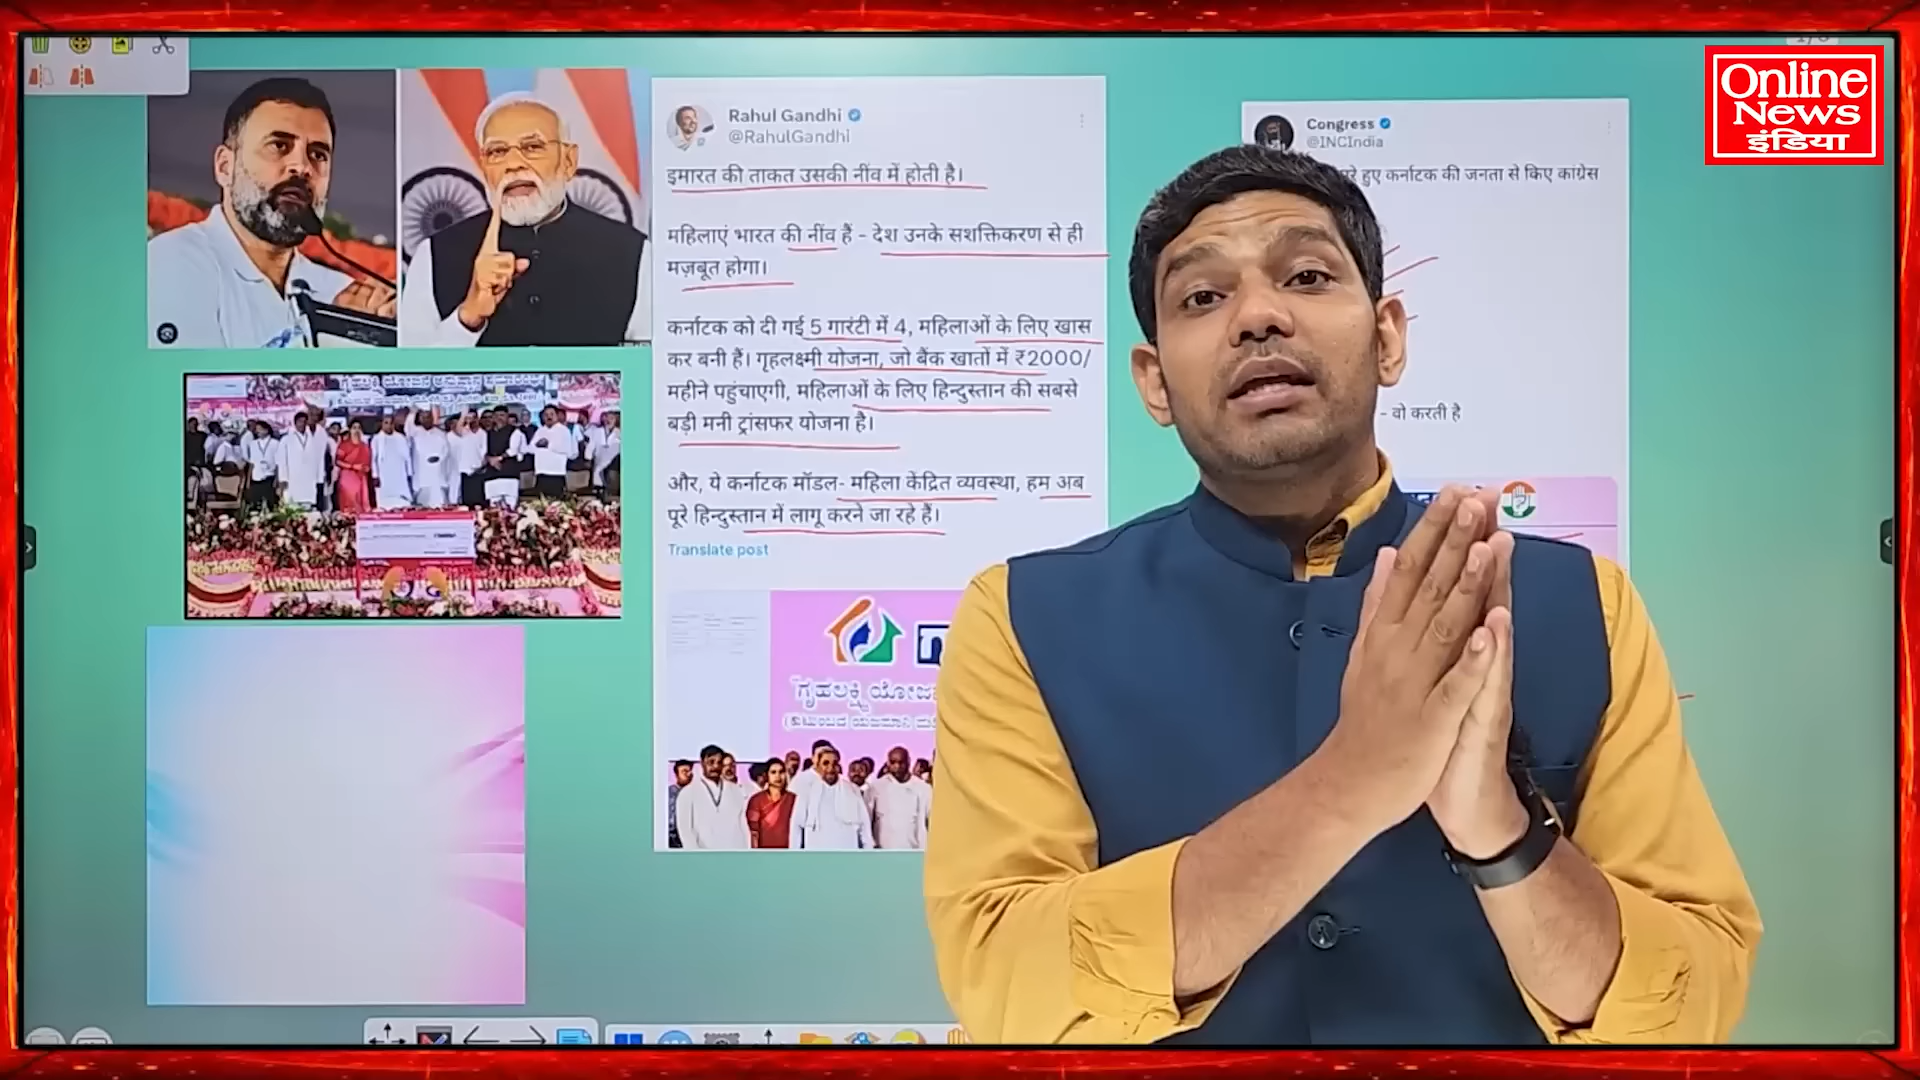 Online
News
इंडिया
Rahul Gandhi
@RahulGandhi
इमारत की ताकत उसकी नींव में होती है।
महिलाएं भारत की नींव हैं - देश उनके सशक्तिकरण से ही
मज़बूत होगा।
कर्नाटक को दी गई 5 गारंटी में 4, महिलाओं के लिए खास
कर बनी हैं। गृहलक्ष्मी योजना, जो बैंक खातों में ₹2000/
महीने पहुंचाएगी, महिलाओं के लिए हिन्दुस्तान की सबसे
बड़ी मनी ट्रांसफर योजना है।
और, ये कर्नाटक मॉडल- महिला केंद्रित व्यवस्था, हम अब
पूरे हिन्दुस्तान में लागू करने जा रहे हैं।
Translate post
ಗೃಹಲಕ್ಷ್ಮಿ
Congress
@INCIndia
हुए कर्नाटक की जनता से किए कांग्रेस
- वो करती है